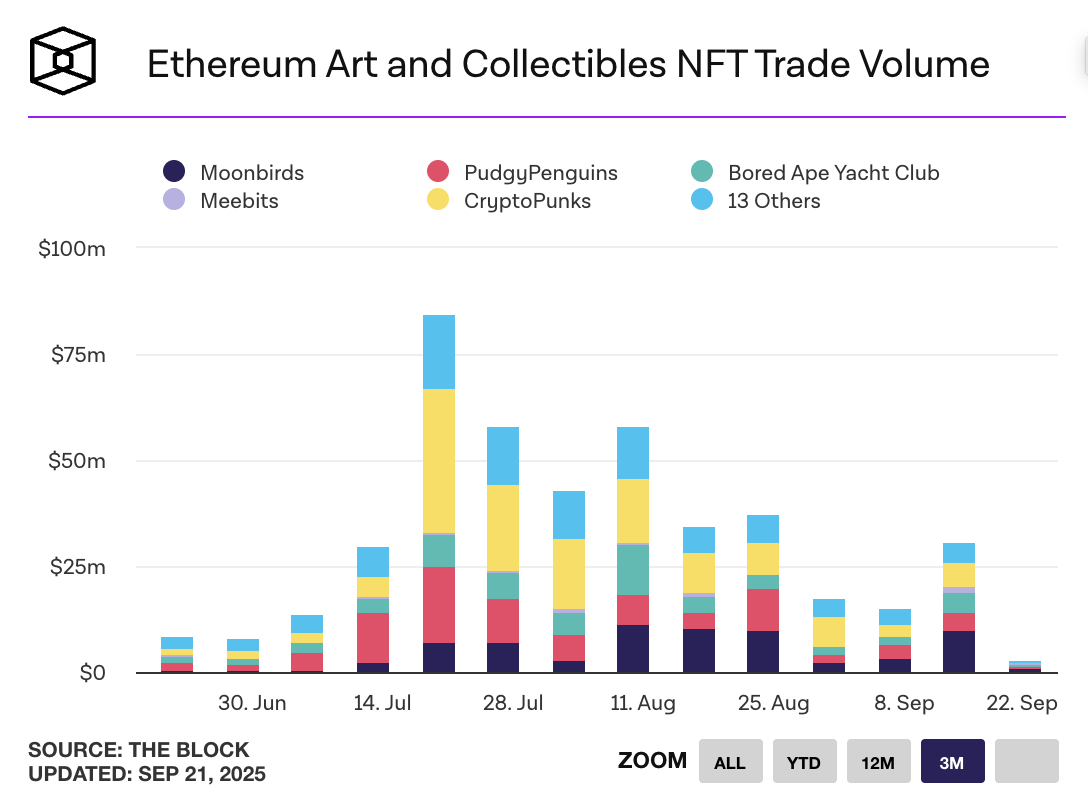 Ethereum Art and Collectibles NFT Trade Volume
Moonbirds PudgyPenguins Bored Ape Yacht Club
Meebits CryptoPunks 13 Others
$100m
$75m
$50m
$25m
$0
30. Jun 14. Jul 28. Jul 11. Aug 25. Aug 8. Sep 22. Sep
SOURCE: THE BLOCK
UPDATED: SEP 21, 2025
ZOOM ALL YTD 12M 3M